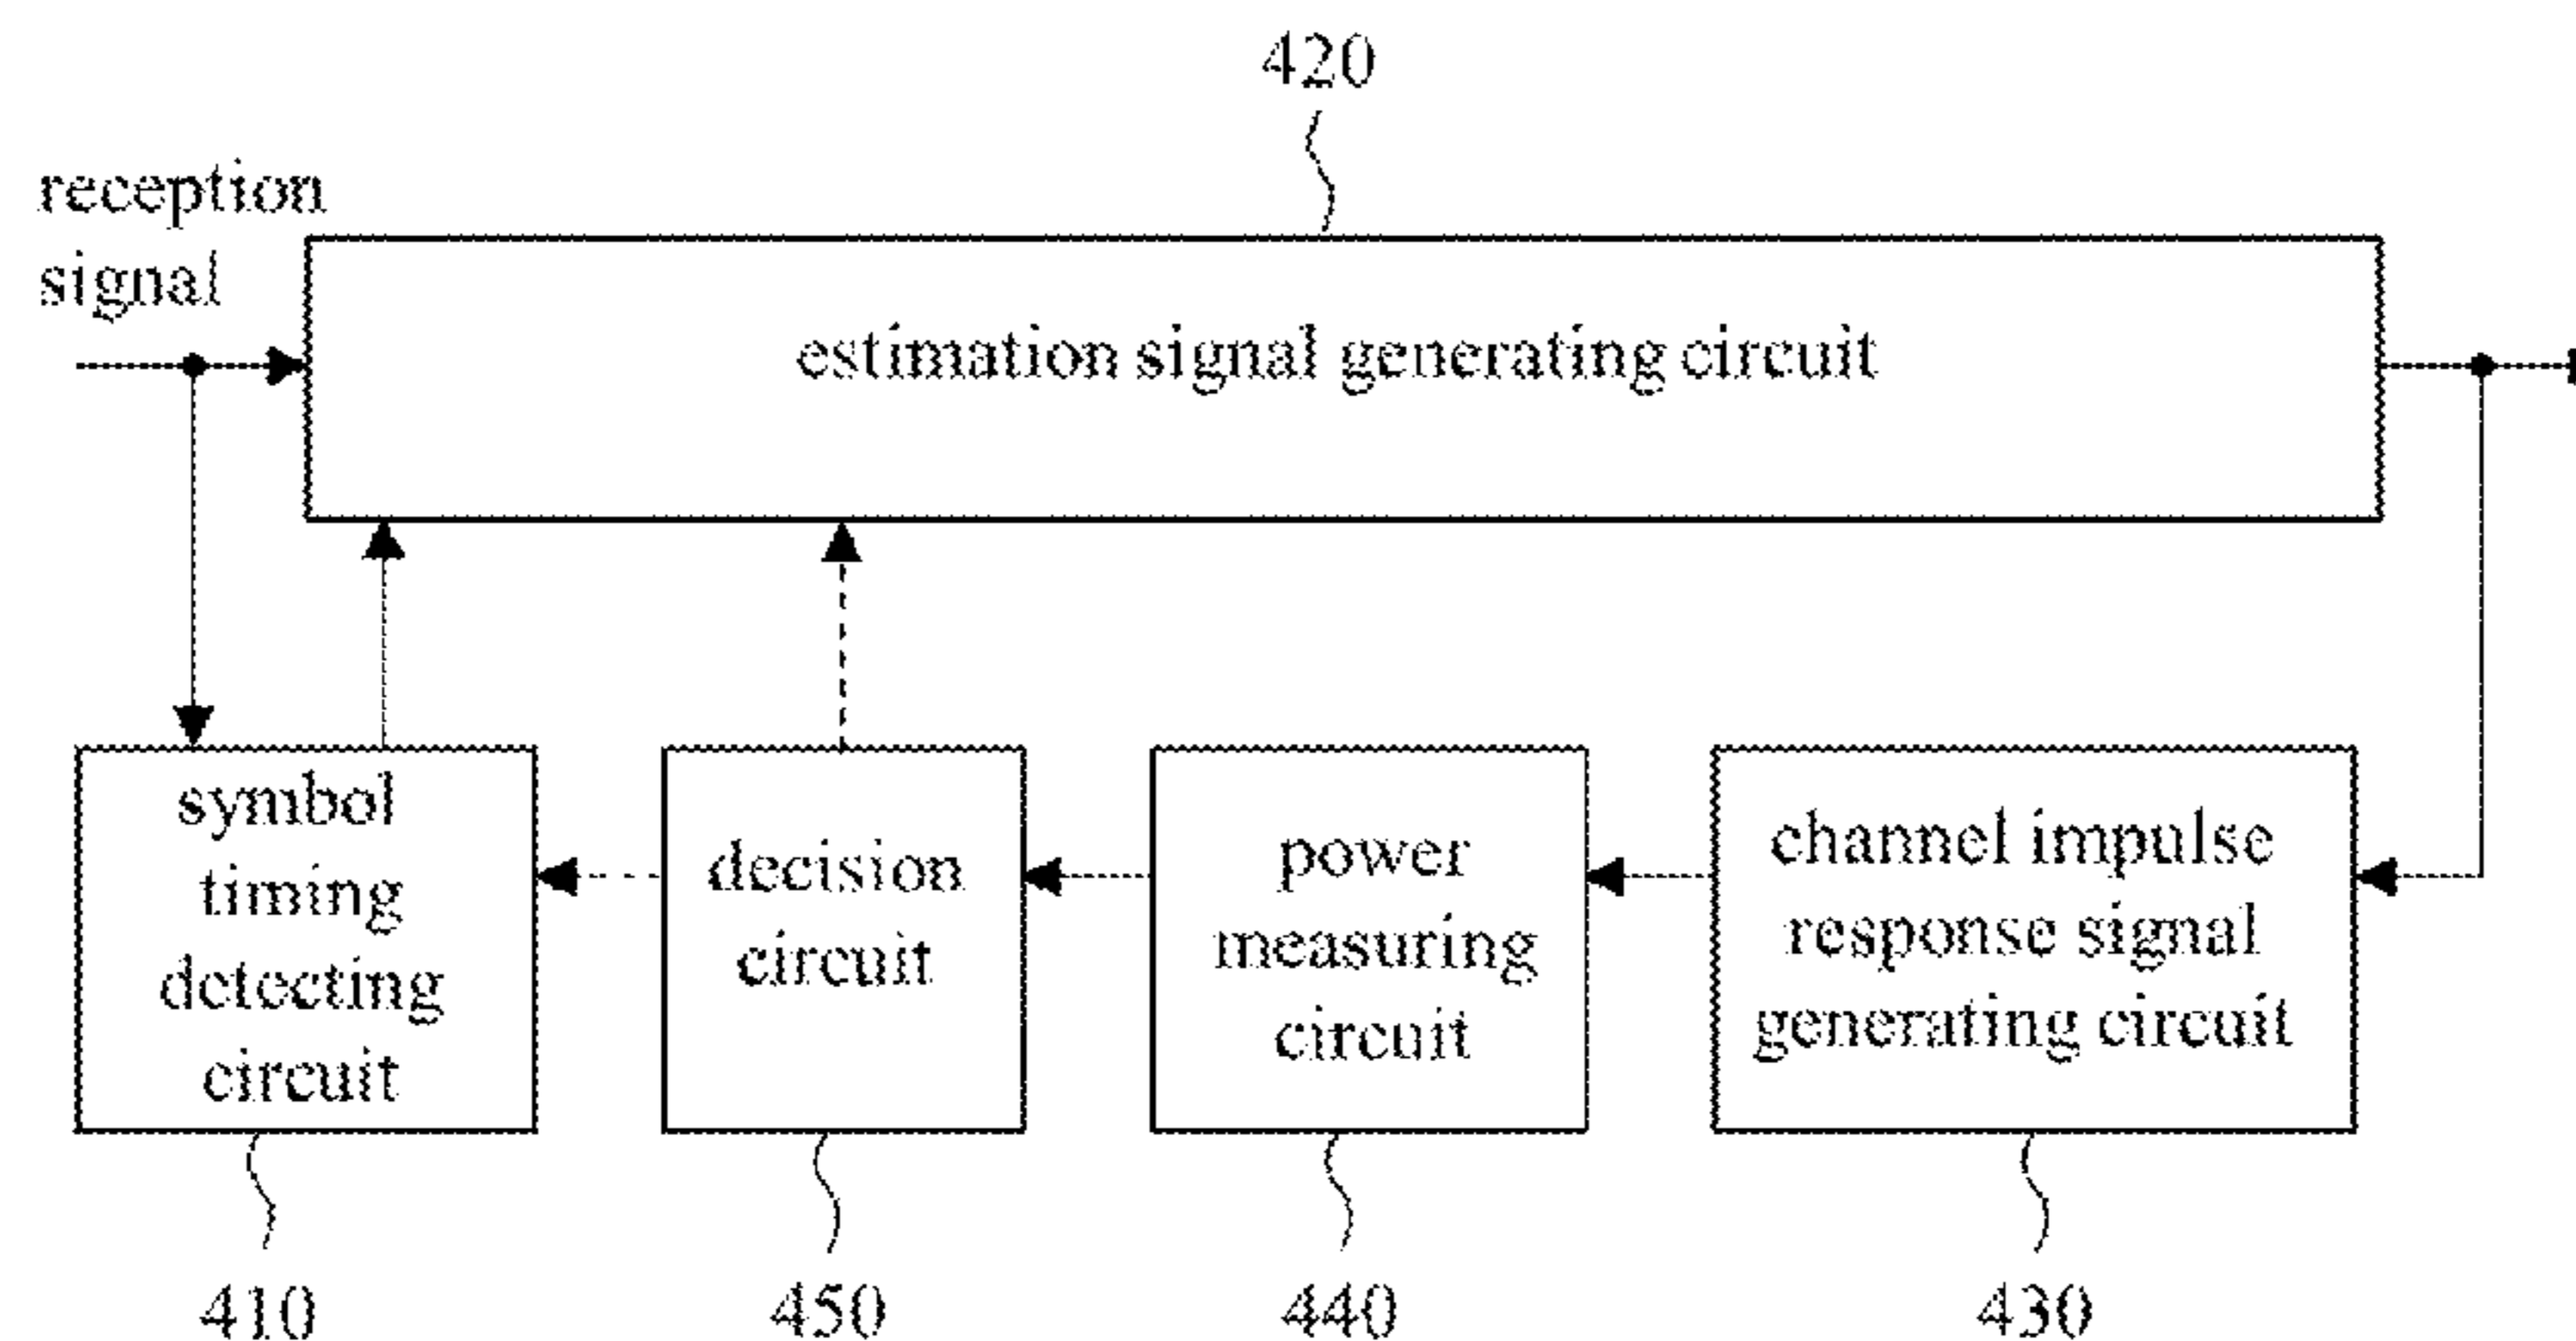 420
reception
signal
estimation signal generating circuit
symbol
timing
detecting
circuit
decision
circuit
power
measuring
circuit
channel impulse
response signal
generating circuit
410
450
440
430